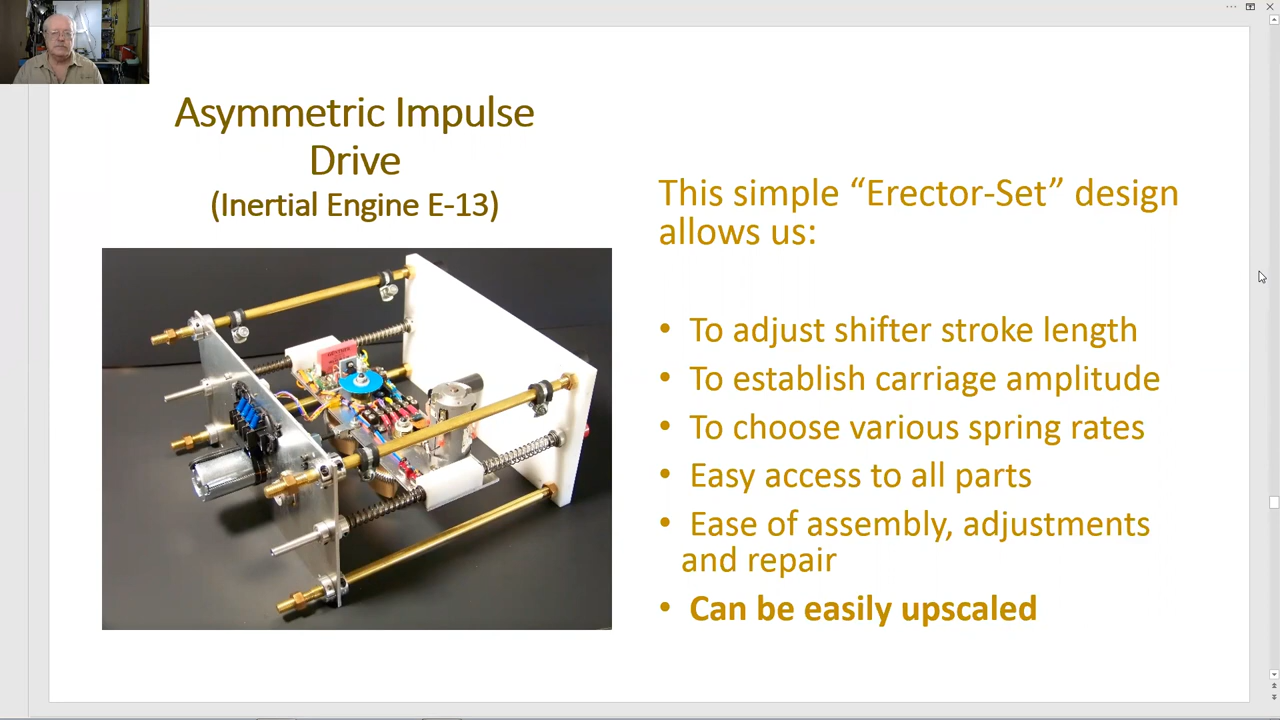 Asymmetric Impulse
Drive
(Inertial Engine E-13)
This simple “Erector-Set” design
allows us:
• To adjust shifter stroke length
• To establish carriage amplitude
• To choose various spring rates
• Easy access to all parts
• Ease of assembly, adjustments
and repair
• Can be easily upscaled